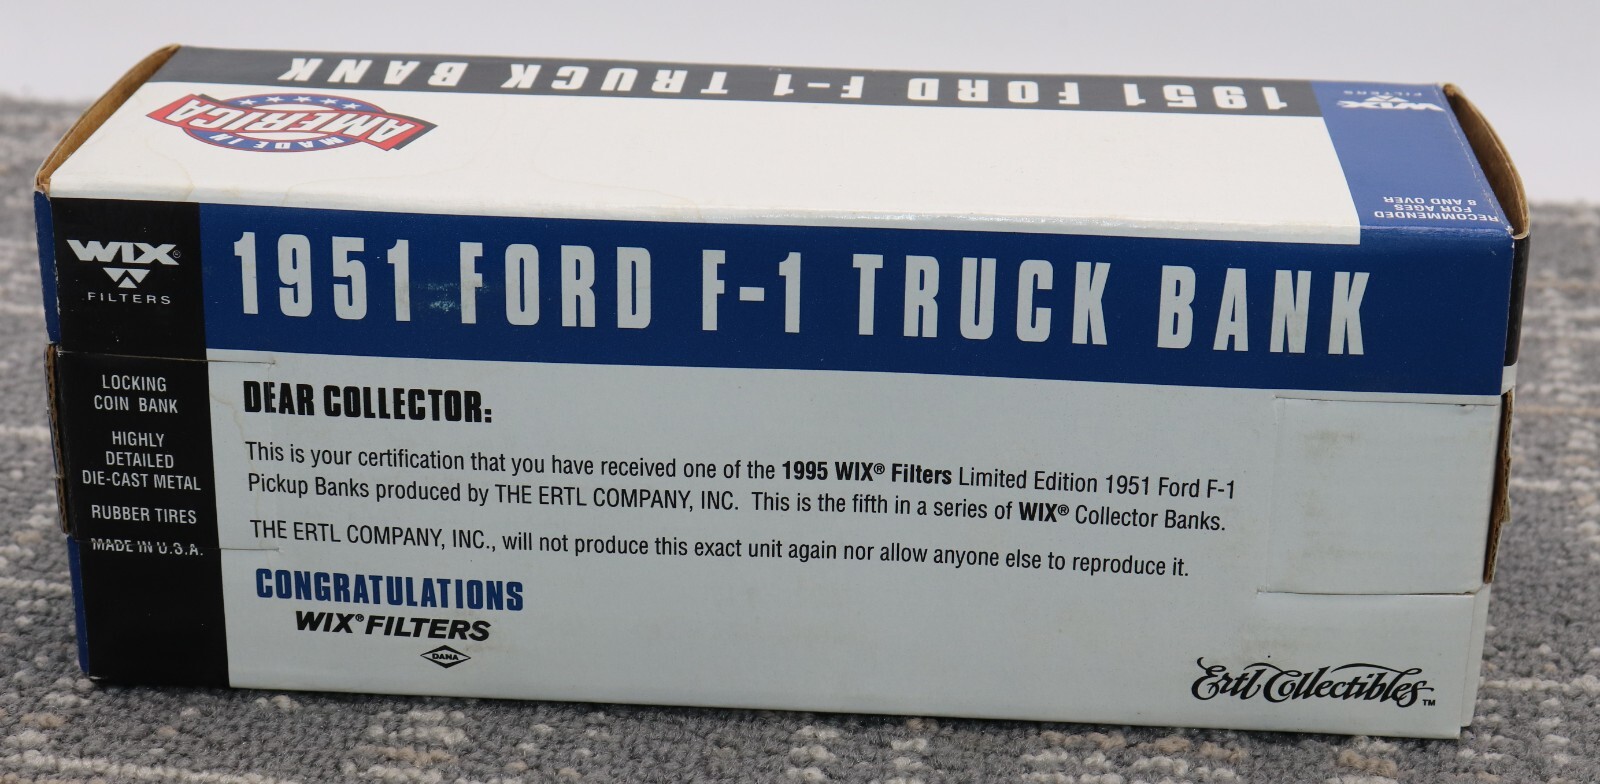 1951 FORD F-1 TRUCK BANK
WIX
FILTERS
MADE IN
AMERICA
RECOMMENDED
FOR AGES
8 AND OVER
WIX®
FILTERS
1951 FORD F-1 TRUCK BANK
LOCKING
COIN BANK
HIGHLY
DETAILED
DIE-CAST METAL
RUBBER TIRES
MADE IN U.S.A.
DEAR COLLECTOR:
This is your certification that you have received one of the 1995 WIX® Filters Limited Edition 1951 Ford F-1
Pickup Banks produced by THE ERTL COMPANY, INC. This is the fifth in a series of WIX® Collector Banks.
THE ERTL COMPANY, INC., will not produce this exact unit again nor allow anyone else to reproduce it.
CONGRATULATIONS
WIX® FILTERS
DANA
Ertl Collectibles™